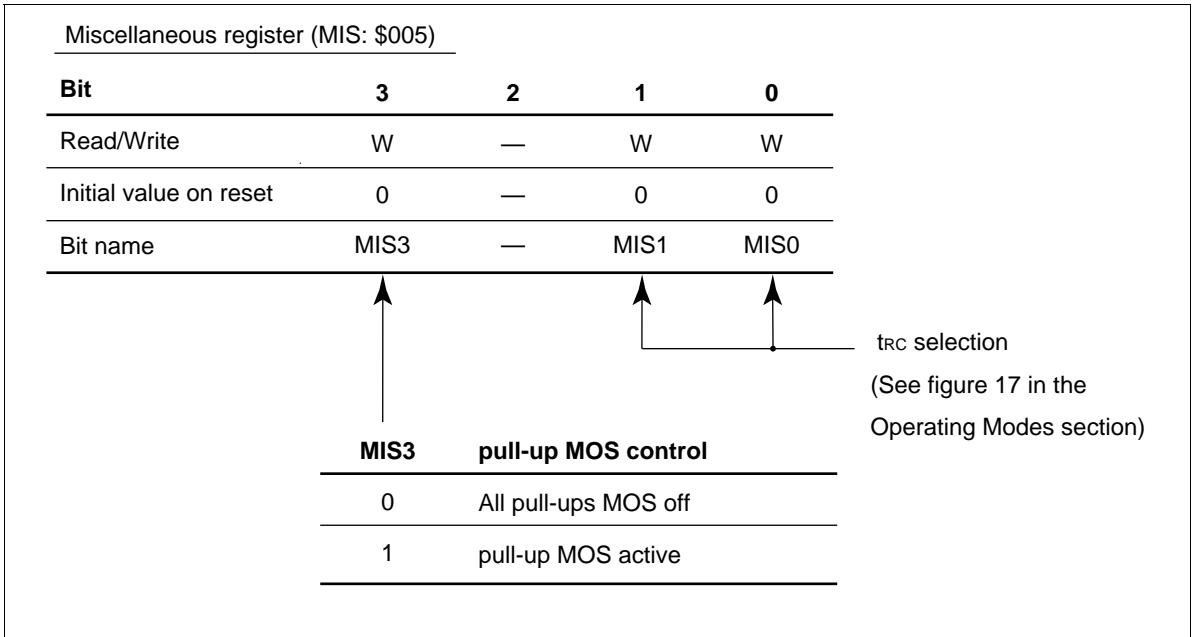 Miscellaneous register (MIS: $005)
Bit 3 2 1 0
Read/Write W — W W
Initial value on reset 0 — 0 0
Bit name MIS3 — MIS1 MIS0
tRC selection
(See figure 17 in the
Operating Modes section)
MIS3 pull-up MOS control
0 All pull-ups MOS off
1 pull-up MOS active